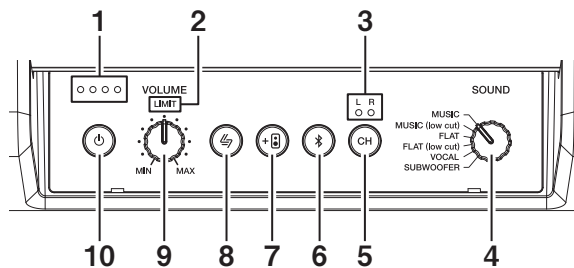 1 2 3
VOLUME
LIMIT
L R
SOUND
MUSIC
MUSIC (low cut)
FLAT
FLAT (low cut)
VOCAL
SUBWOOFER
CH
MIN MAX
10 9 8 7 6 5 4